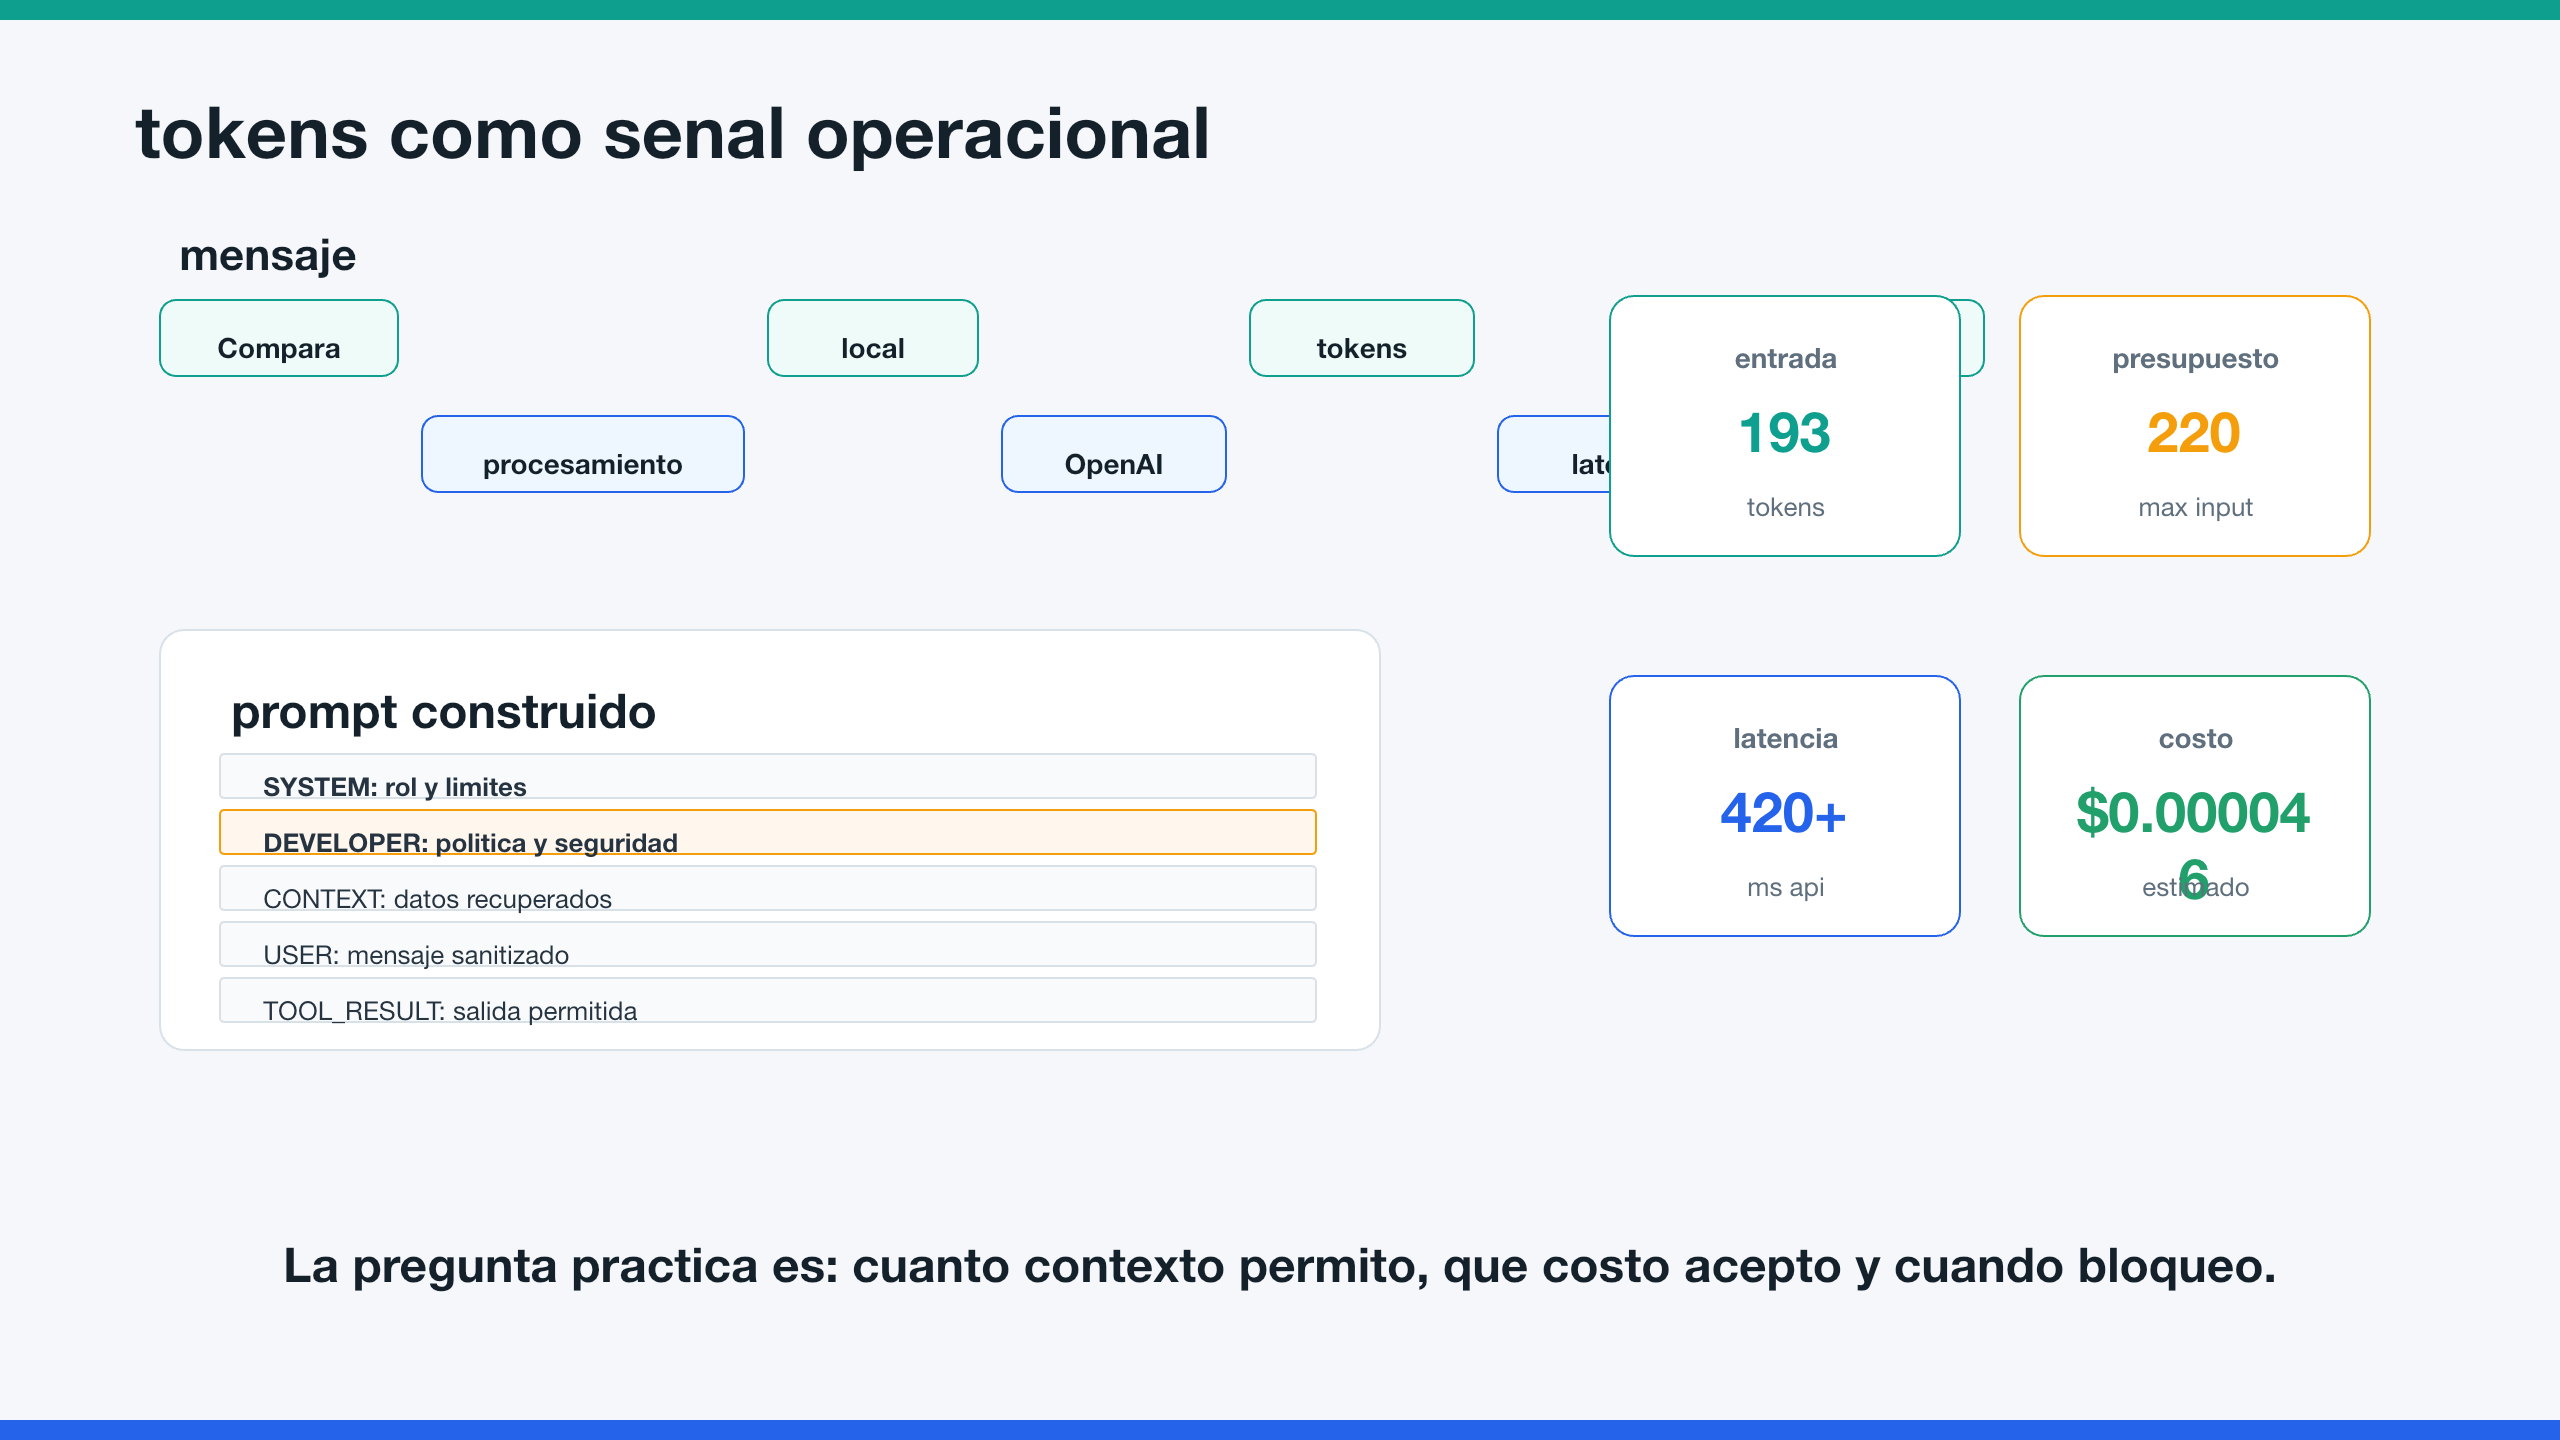 tokens como senal operacional
mensaje
Compara
local
tokens
procesamiento
OpenAI
entrada
193
tokens
presupuesto
220
max input
prompt construido
SYSTEM: rol y limites
DEVELOPER: politica y seguridad
CONTEXT: datos recuperados
USER: mensaje sanitizado
TOOL_RESULT: salida permitida
latencia
420+
ms api
costo
$0.00004
6
estimado
La pregunta practica es: cuanto contexto permito, que costo acepto y cuando bloqueo.